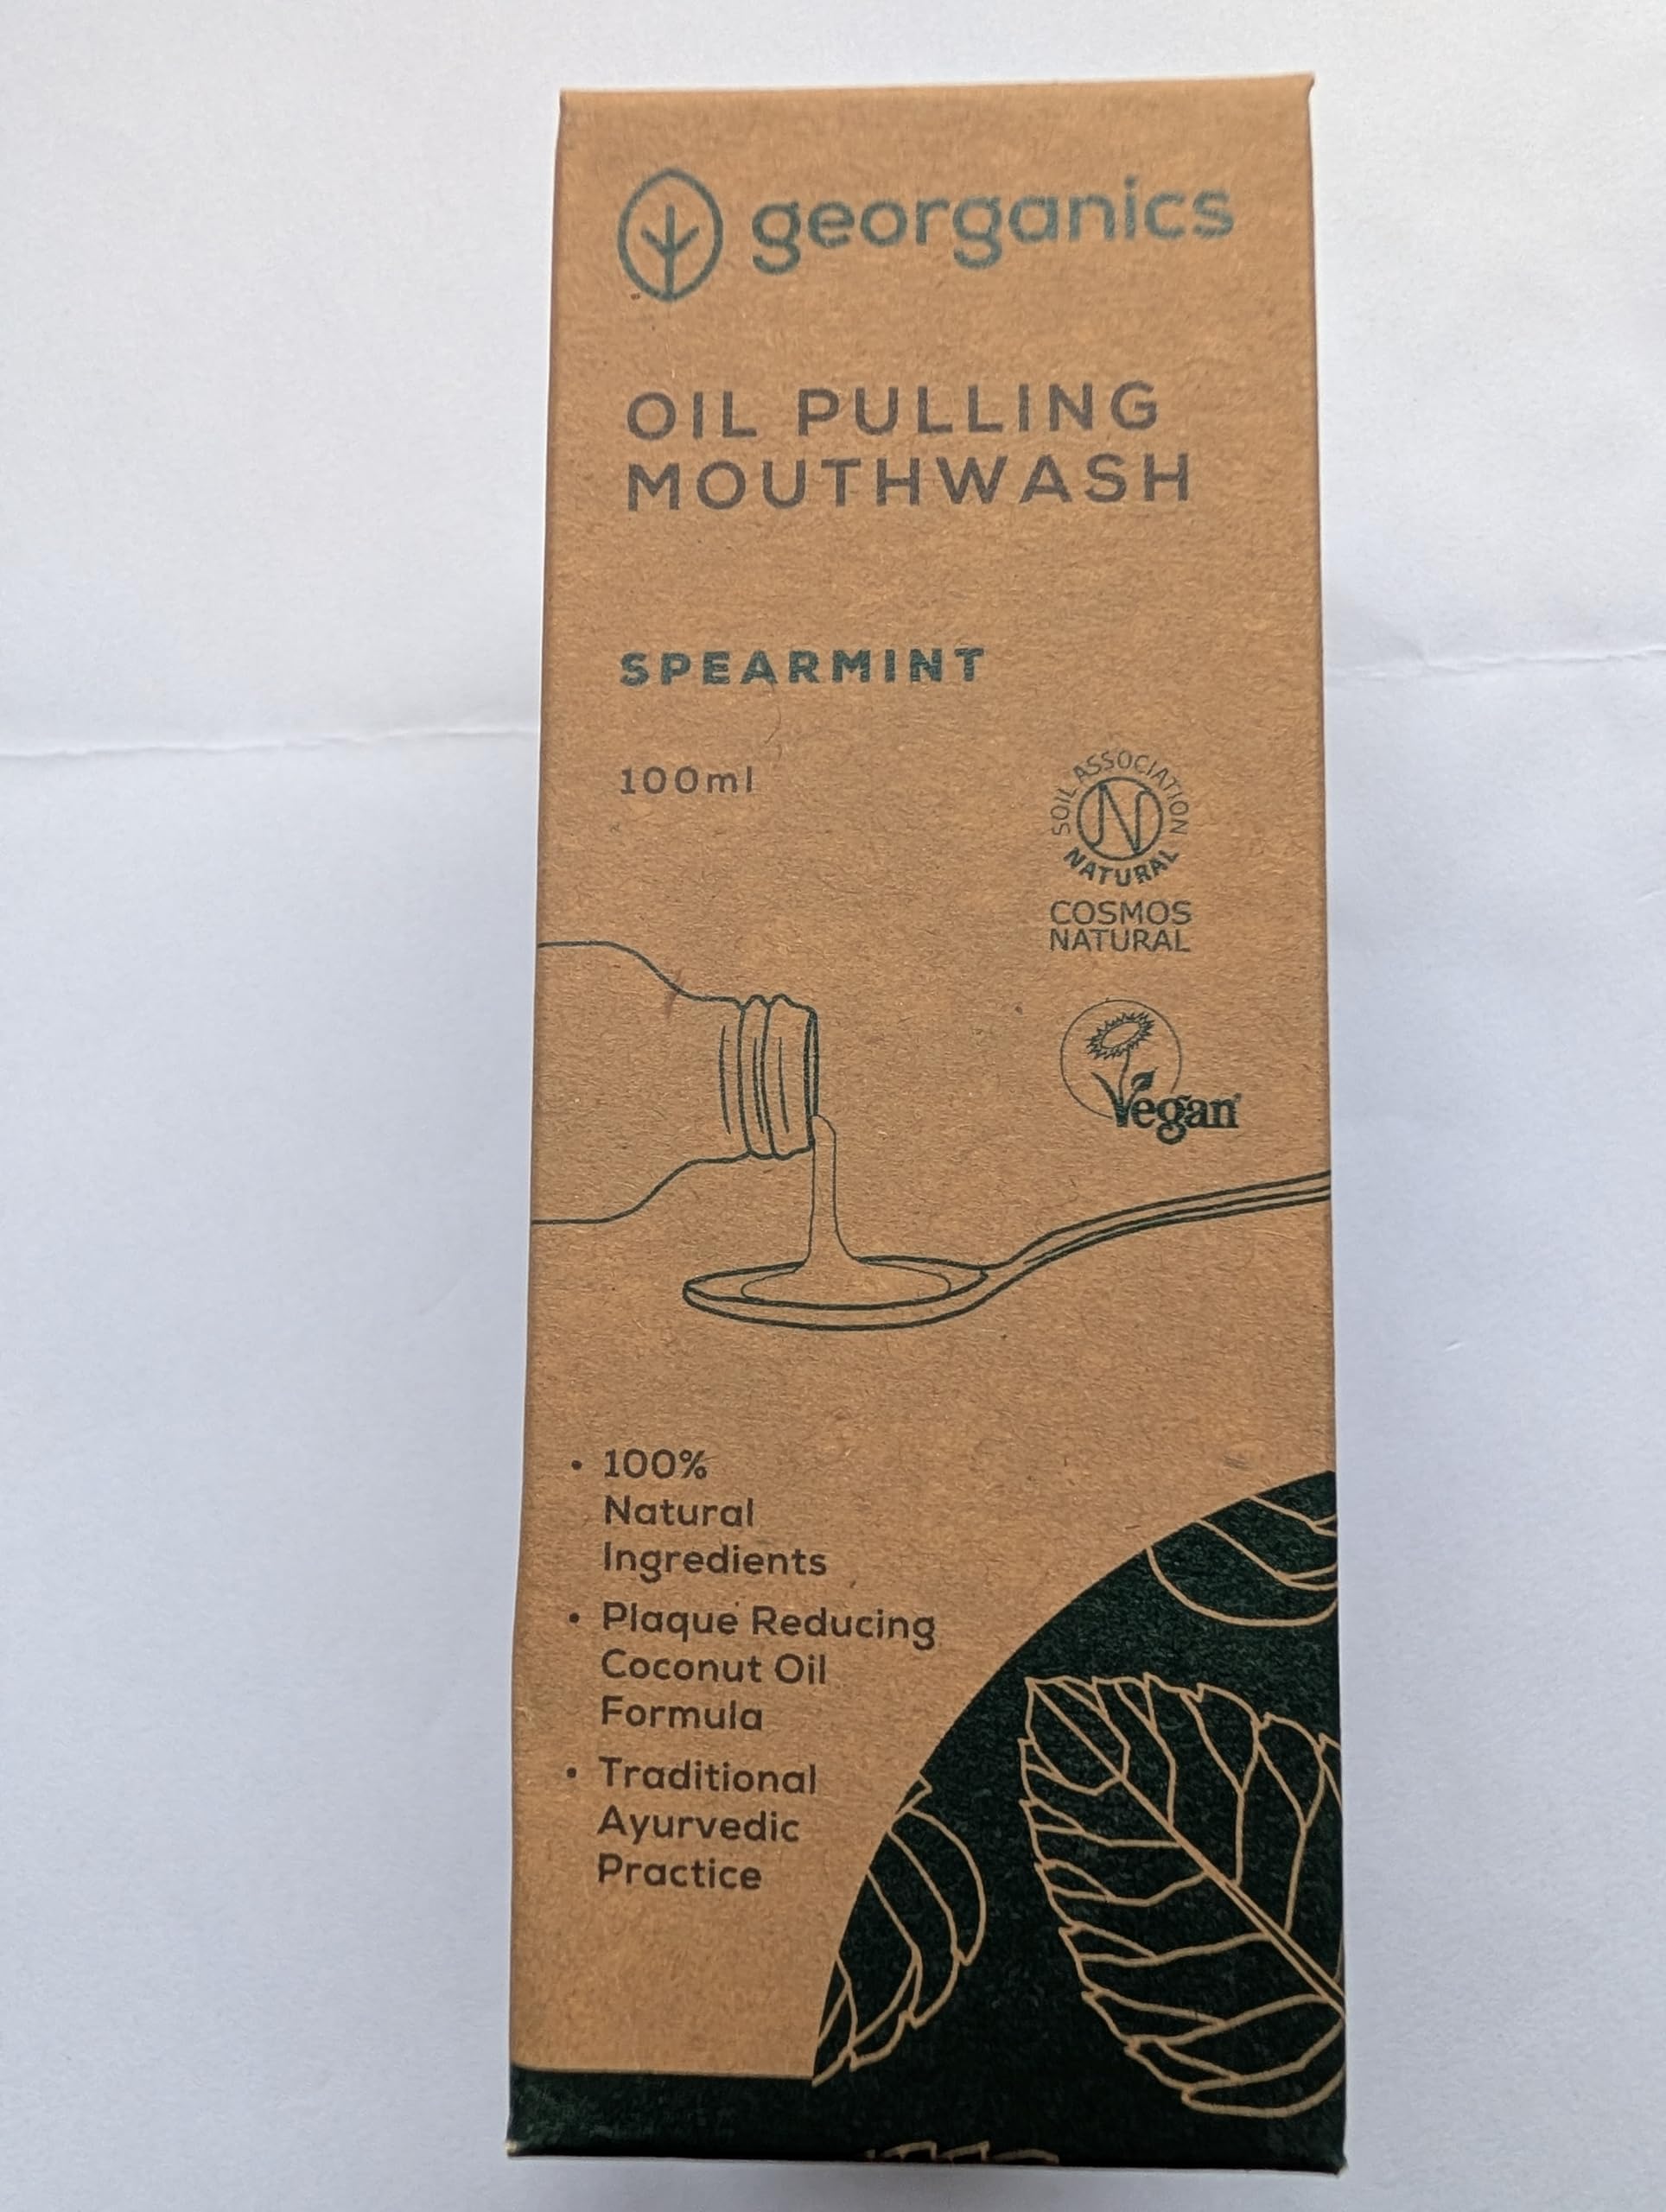 georganics
OIL PULLING
MOUTHWASH
SPEARMINT
100ml
SOIL ASSOCIATION
N
NATURAL
COSMOS
NATURAL
Vegan
• 100%
Natural
Ingredients
• Plaque Reducing
Coconut Oil
Formula
• Traditional
Ayurvedic
Practice